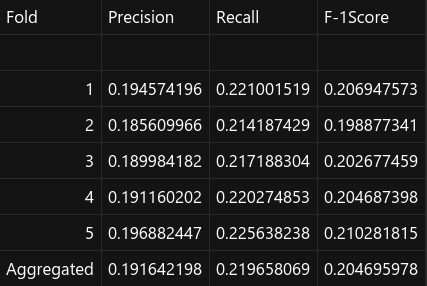 Fold Precision Recall F-1Score
1 0.194574196 0.221001519 0.206947573
2 0.185609966 0.214187429 0.198877341
3 0.189984182 0.217188304 0.202677459
4 0.191160202 0.220274853 0.204687398
5 0.196882447 0.225638238 0.210281815
Aggregated 0.191642198 0.219658069 0.204695978